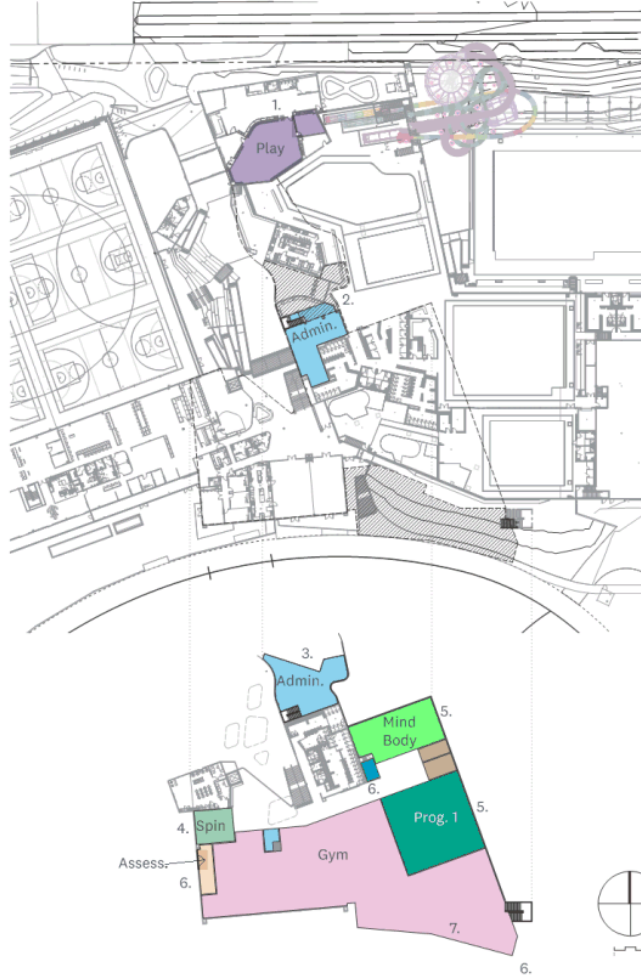 1.
Play
2.
Admin.
3.
Admin.
Mind
Body
5.
6.
4.
Spin
Prog. 1
5.
Gym
Assess.
6.
7.
6.